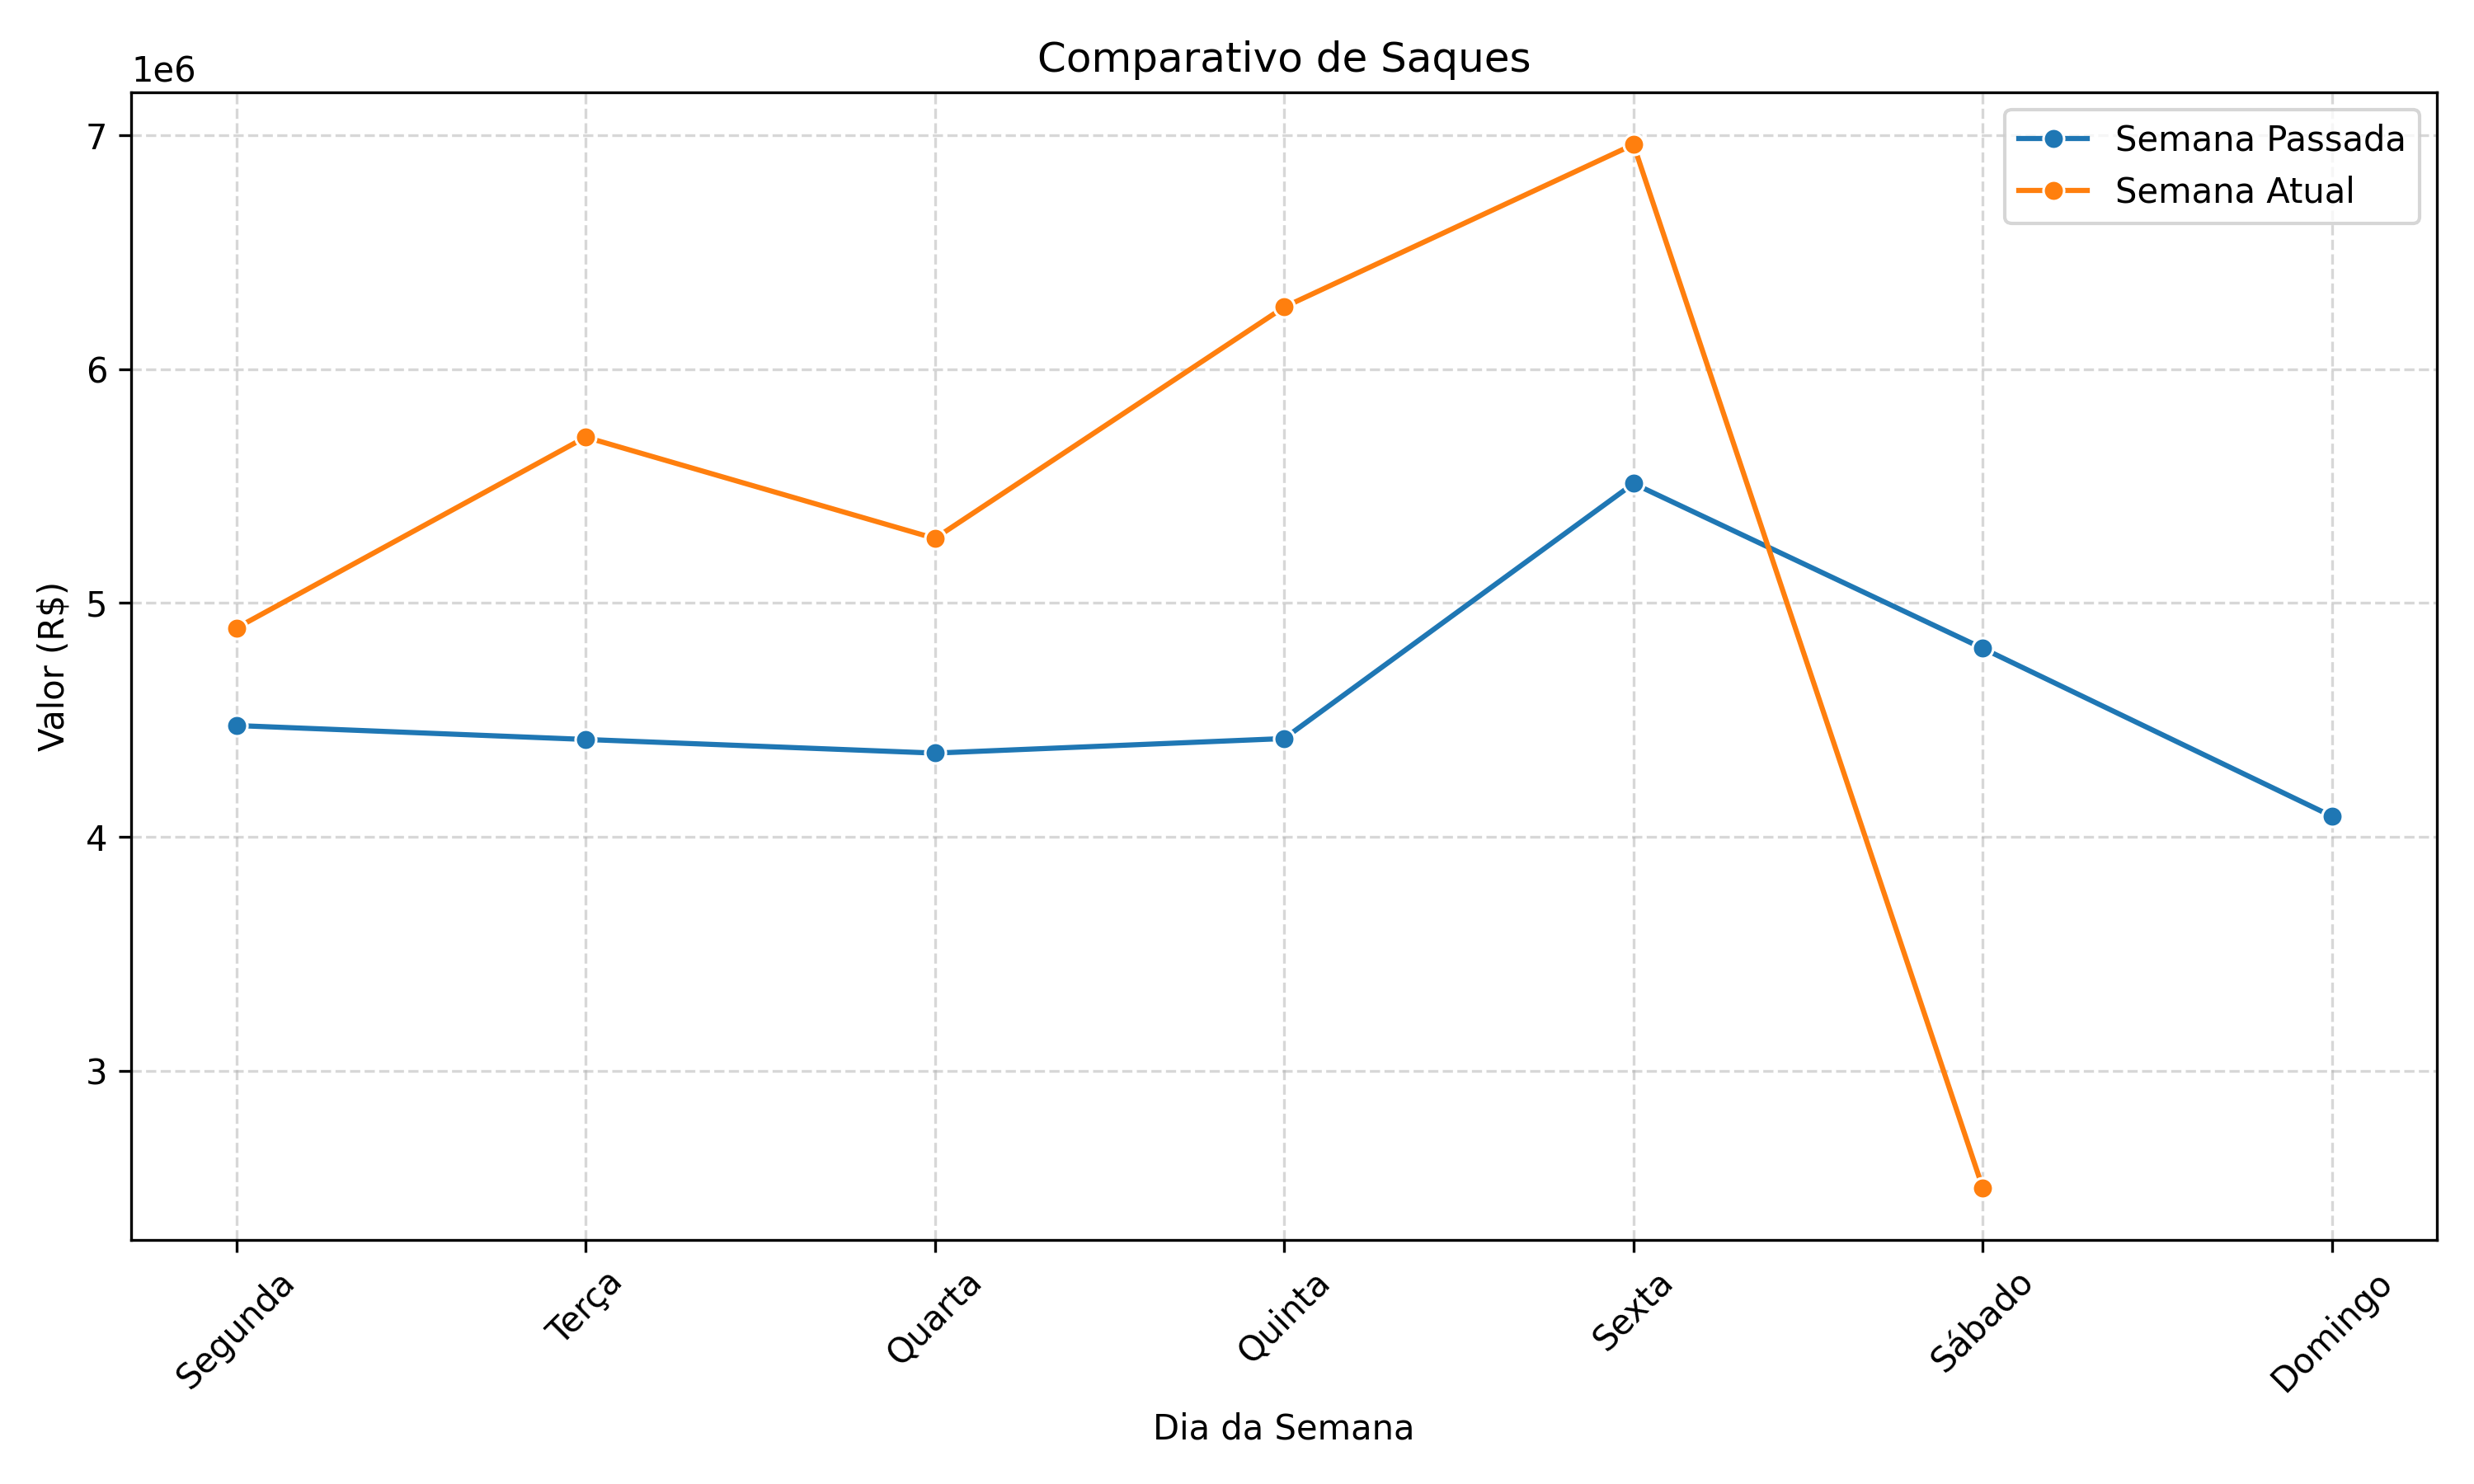 Comparativo de Saques
1e6
7
6
5
4
3
Valor (R$)
Semana Passada
Semana Atual
Segunda
Terça
Quarta
Quinta
Sexta
Sábado
Domingo
Dia da Semana